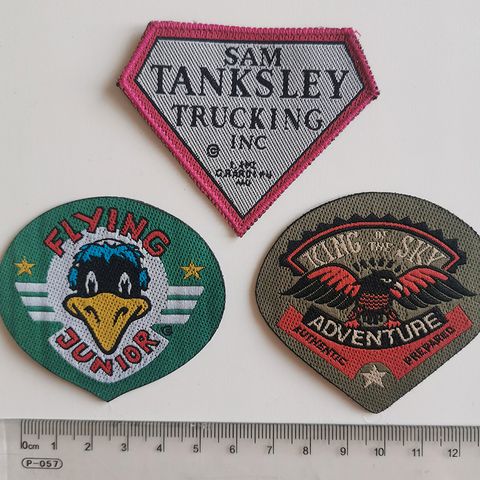 SAM
TANKSLEY
TRUCKING
INC
©
FLYING
JUNIOR
©
KING OF THE SKY
ADVENTURE
AUTHENTIC PREPARED
0cm 1 2 3 4 5 6 7 8 9 10 11 12
P-057